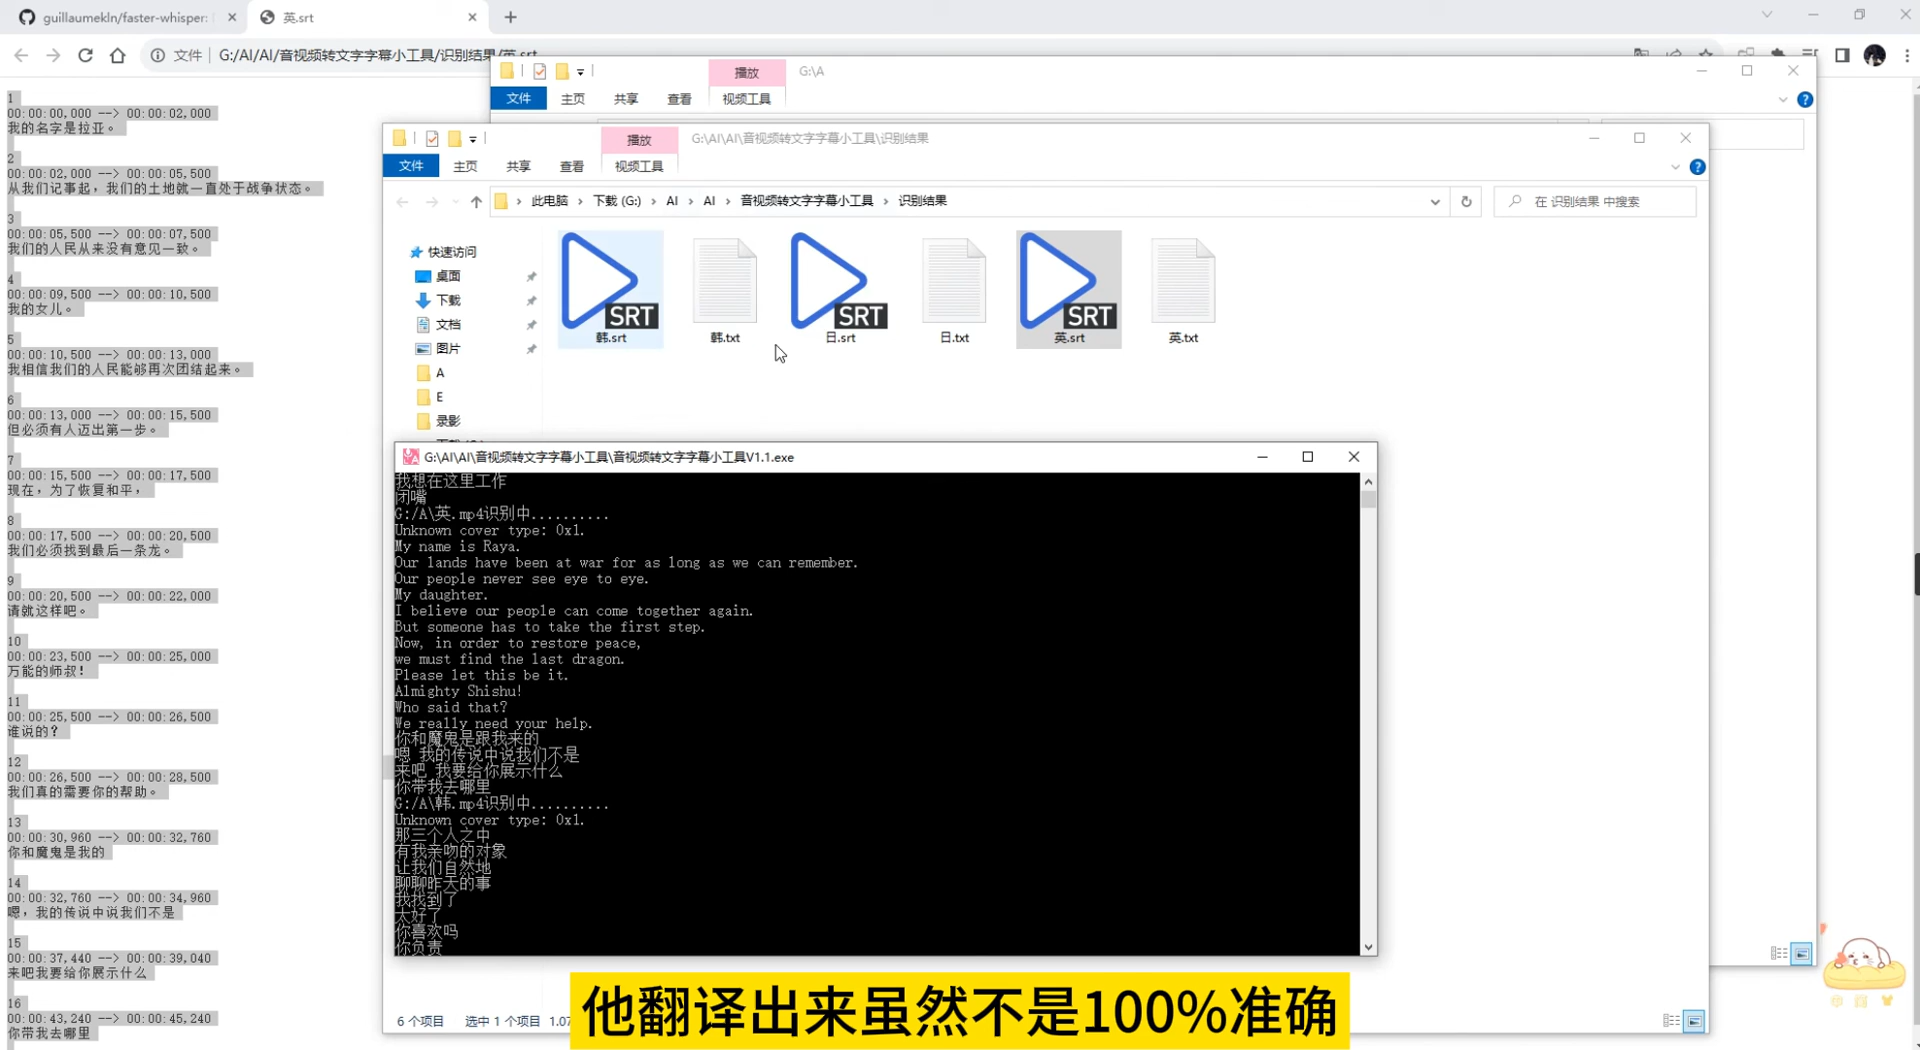 guillaumekln/faster-whisper:
英.srt
文件
G:/AI/AI/音视频转文字字幕小工具/识别结果/英.srt
1
00:00:00,000 --> 00:00:02,000
我的名字是拉亚。
2
00:00:02,000 --> 00:00:05,500
从我们记事起，我们的土地就一直处于战争状态。
3
00:00:05,500 --> 00:00:07,500
我们的人民从来没有意见一致。
4
00:00:09,500 --> 00:00:10,500
我的女儿。
5
00:00:10,500 --> 00:00:13,000
我相信我们的人民能够再次团结起来。
6
00:00:13,000 --> 00:00:15,500
但必须有人迈出第一步。
7
00:00:15,500 --> 00:00:17,500
现在，为了恢复和平，
8
00:00:17,500 --> 00:00:20,500
我们必须找到最后一条龙。
9
00:00:20,500 --> 00:00:22,000
请就这样吧。
10
00:00:23,500 --> 00:00:25,000
万能的师叔！
11
00:00:25,500 --> 00:00:26,500
谁说的？
12
00:00:26,500 --> 00:00:28,500
我们真的需要你的帮助。
13
00:00:30,960 --> 00:00:32,760
你和魔鬼是我的
14
00:00:32,760 --> 00:00:34,960
嗯，我的传说中说我们不是
15
00:00:37,440 --> 00:00:39,040
来吧我要给你展示什么
16
00:00:43,240 --> 00:00:45,240
你带我去哪里
播放
G:\A
文件
主页
共享
查看
视频工具
播放
G:\AI\AI\音视频转文字字幕小工具\识别结果
文件
主页
共享
查看
视频工具
此电脑 > 下载 (G:) > AI > AI > 音视频转文字字幕小工具 > 识别结果
在 识别结果 中搜索
快速访问
桌面
下载
文档
图片
A
E
录影
SRT
SRT
SRT
韩.srt
韩.txt
日.srt
日.txt
英.srt
英.txt
G:\AI\AI\音视频转文字字幕小工具\音视频转文字字幕小工具V1.1.exe
我想在这里工作
闭嘴
G:/A\英.mp4识别中..........
Unknown cover type: 0x1.
My name is Raya.
Our lands have been at war for as long as we can remember.
Our people never see eye to eye.
My daughter.
I believe our people can come together again.
But someone has to take the first step.
Now, in order to restore peace,
we must find the last dragon.
Please let this be it.
Almighty Shishu!
Who said that?
We really need your help.
你和魔鬼是跟我来的
嗯 我的传说中说我们不是
来吧 我要给你展示什么
你带我去哪里
G:/A\韩.mp4识别中..........
Unknown cover type: 0x1.
那三个人之中
有我亲吻的对象
让我们自然地
聊聊昨天的事
我找到了
太好了
你喜欢吗
你负责
6 个项目
选中 1 个项目
1.07
他翻译出来虽然不是100%准确